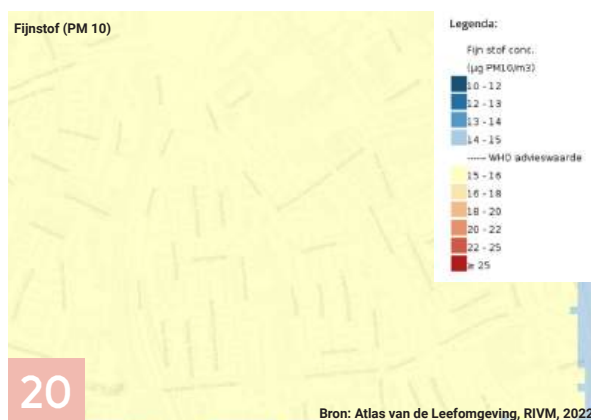 Fijnstof (PM 10)
Legenda:
Fijn stof conc.
(µg PM10/m3)
10 - 12
12 - 13
13 - 14
14 - 15
----- WHO advieswaarde
15 - 16
16 - 18
18 - 20
20 - 22
22 - 25
≥ 25
20
Bron: Atlas van de Leefomgeving, RIVM, 2022